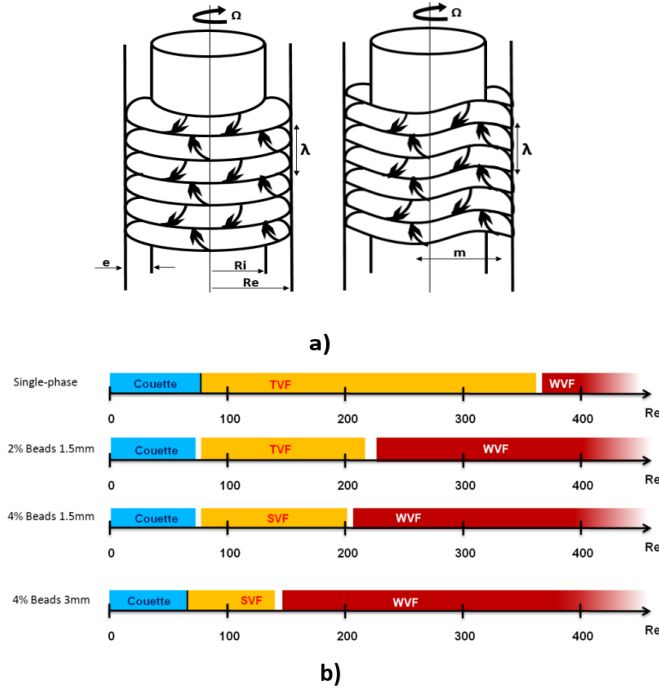 Ω Ω
λ λ
e Ri m
Re
a)
Single-phase Couette TVF WVF
0 100 200 300 400 Re
2% Beads 1.5mm Couette TVF WVF
0 100 200 300 400 Re
4% Beads 1.5mm Couette SVF WVF
0 100 200 300 400 Re
4% Beads 3mm Couette SVF WVF
0 100 200 300 400 Re
b)